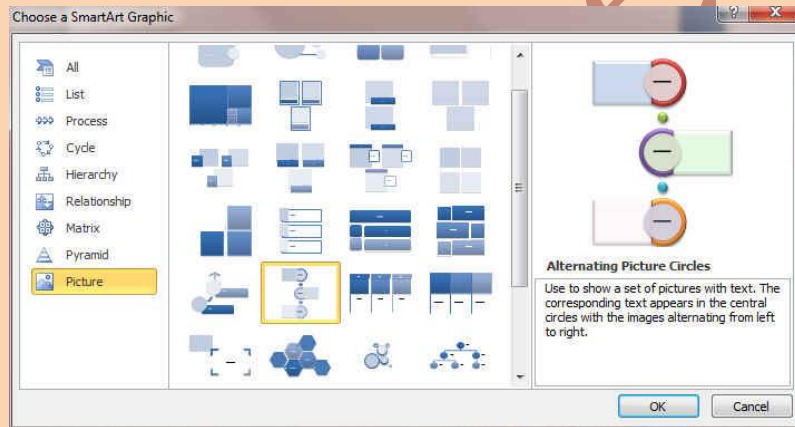 Choose a SmartArt Graphic
All
List
Process
Cycle
Hierarchy
Relationship
Matrix
Pyramid
Picture
Alternating Picture Circles
Use to show a set of pictures with text. The
corresponding text appears in the central
circles with the images alternating from left
to right.
OK
Cancel